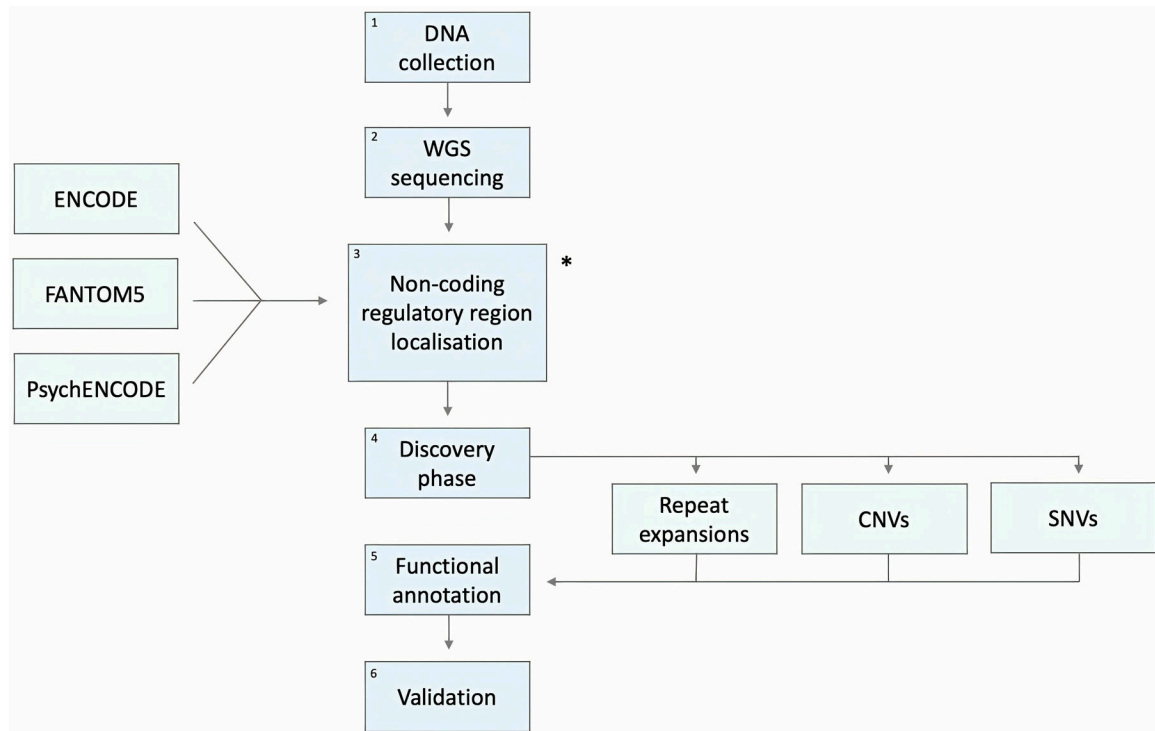 1
DNA
collection
2
WGS
sequencing
ENCODE
FANTOM5
PsychENCODE
3
Non-coding
regulatory region
localisation
*
4
Discovery
phase
Repeat
expansions
CNVs
SNVs
5
Functional
annotation
6
Validation